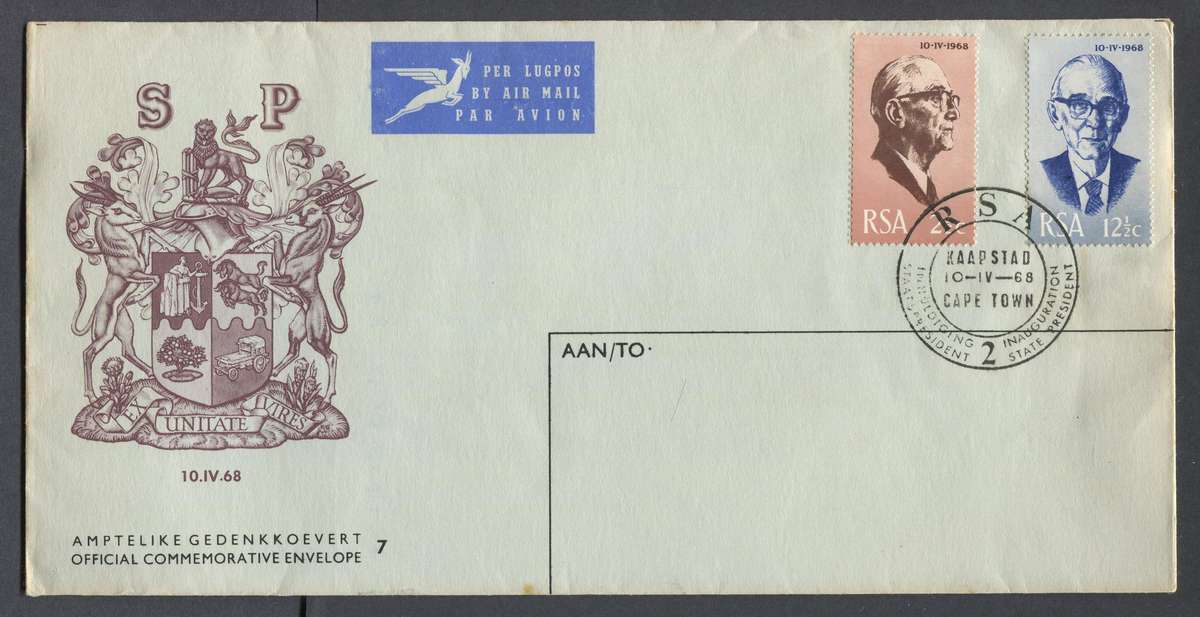 S P
EX UNITATE VIRES
10.IV.68
AMPTELIKE GEDENKKOEVERT
OFFICIAL COMMEMORATIVE ENVELOPE 7
PER LUGPOS
BY AIR MAIL
PAR AVION
10·IV·1968
RSA 2½c
10·IV·1968
RSA 12½c
RSA
KAAPSTAD
10-IV-68
CAPE TOWN
INHULDIGING STAATSPRESIDENT
2
INAUGURATION STATE PRESIDENT
AAN/TO·